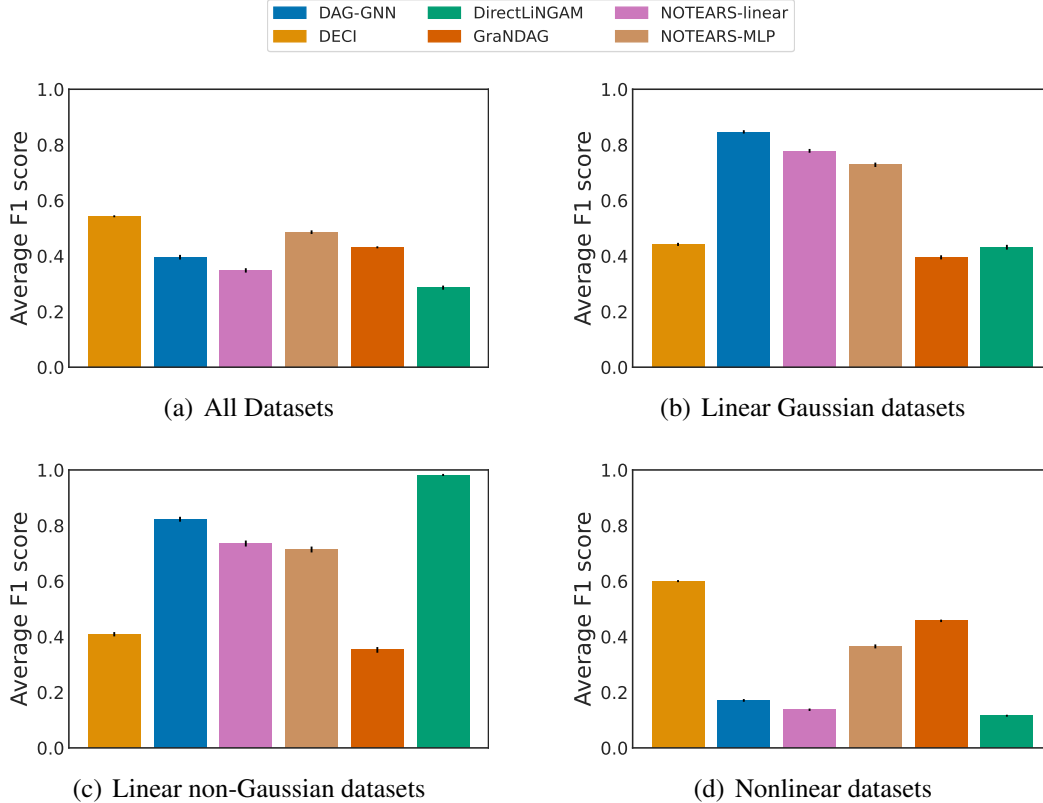 DAG-GNN DirectLiNGAM NOTEARS-linear
DECI GraNDAG NOTEARS-MLP
Average F1 score
1.0
0.8
0.6
0.4
0.2
0.0
(a) All Datasets
Average F1 score
1.0
0.8
0.6
0.4
0.2
0.0
(b) Linear Gaussian datasets
Average F1 score
1.0
0.8
0.6
0.4
0.2
0.0
(c) Linear non-Gaussian datasets
Average F1 score
1.0
0.8
0.6
0.4
0.2
0.0
(d) Nonlinear datasets